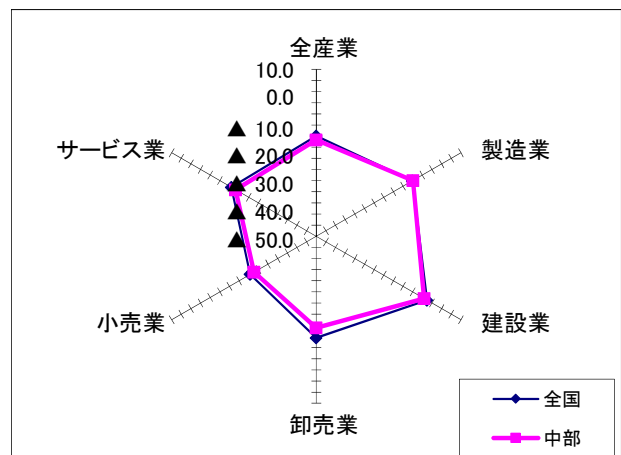 全産業
10.0
0.0
▲ 10.0
▲ 20.0
▲ 30.0
▲ 40.0
▲ 50.0
サービス業
製造業
小売業
建設業
卸売業
全国
中部